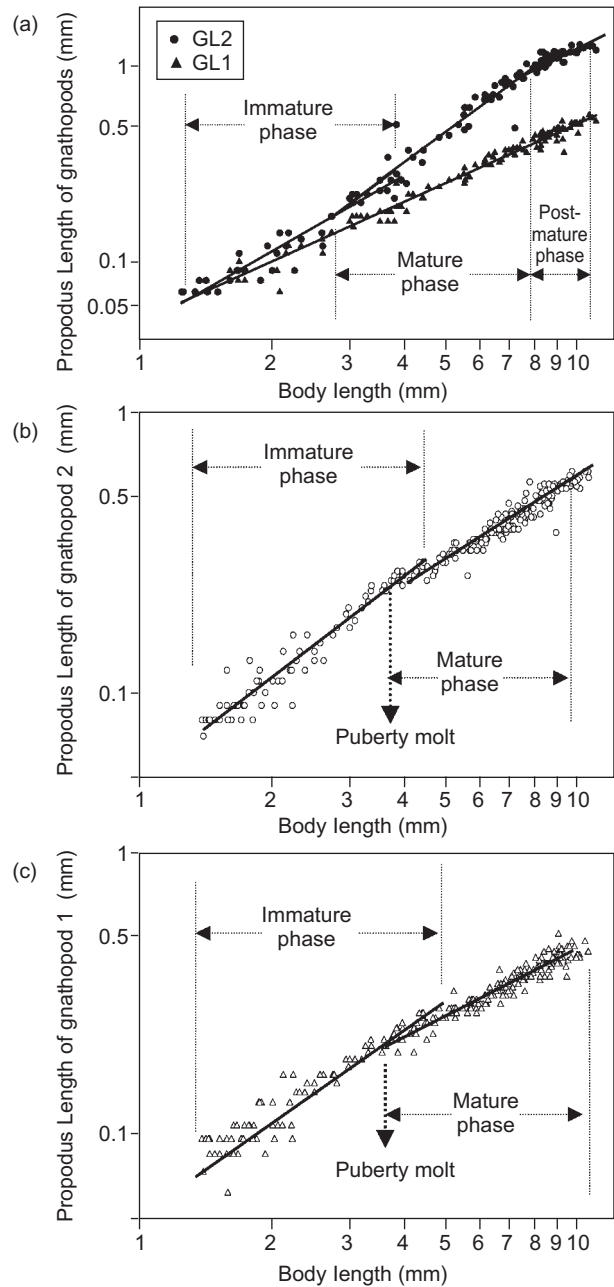 (a)
Propodus Length of gnathopods (mm)
GL2
GL1
Immature
phase
Mature
phase
Post-
mature
phase
1
0.5
0.1
0.05
1 2 3 4 5 6 7 8 9 10
Body length (mm)
(b)
Propodus Length of gnathopod 2 (mm)
1
0.5
0.1
Immature
phase
Mature
phase
Puberty molt
1 2 3 4 5 6 7 8 9 10
Body length (mm)
(c)
Propodus Length of gnathopod 1 (mm)
1
0.5
0.1
Immature
phase
Mature
phase
Puberty molt
1 2 3 4 5 6 7 8 9 10
Body length (mm)